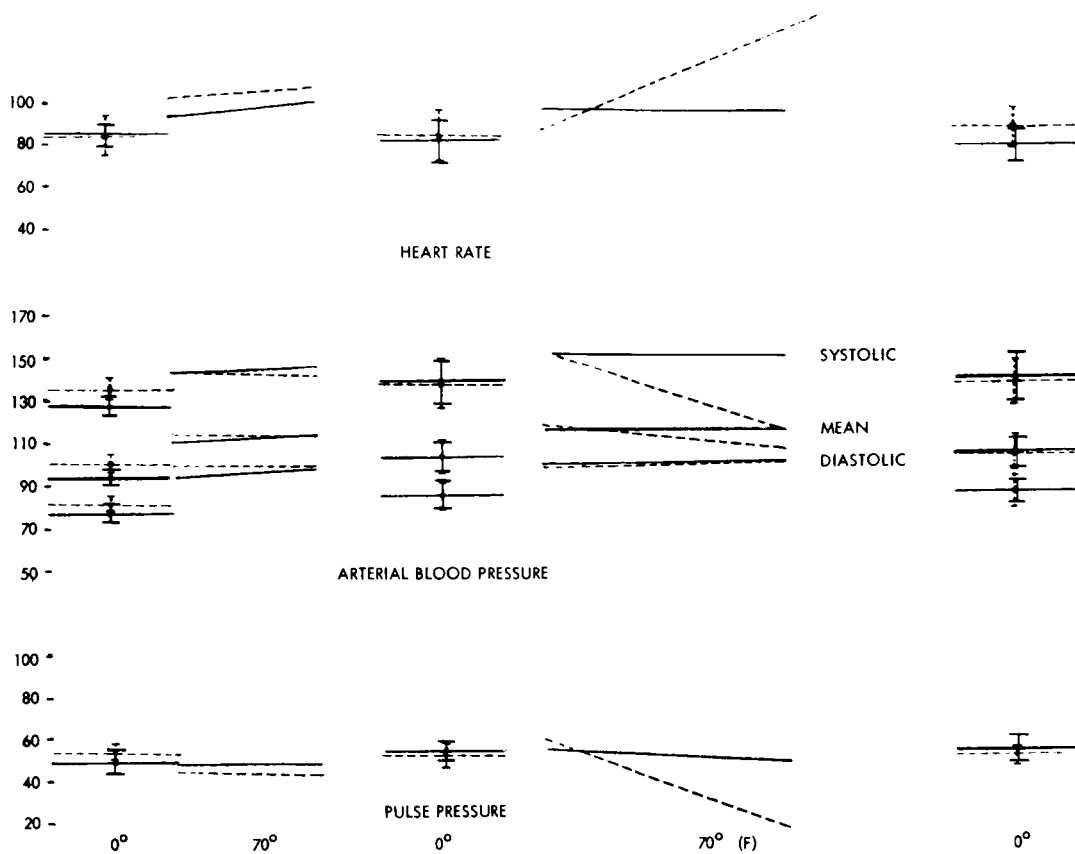 100
80
60
40
HEART RATE
170
150
130
110
90
70
50
SYSTOLIC
MEAN
DIASTOLIC
ARTERIAL BLOOD PRESSURE
100
80
60
40
20
PULSE PRESSURE
0° 70° 0° 70° (F) 0°